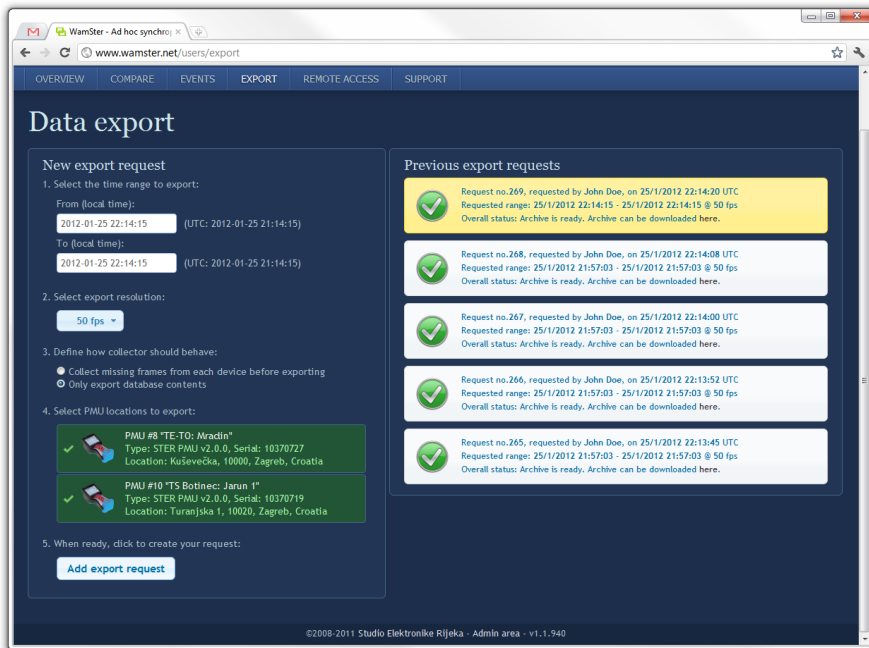 WamSter - Ad hoc synchro
www.wamster.net/users/export
OVERVIEW COMPARE EVENTS EXPORT REMOTE ACCESS SUPPORT
Data export
New export request
1. Select the time range to export:
From (local time):
2012-01-25 22:14:15 (UTC: 2012-01-25 21:14:15)
To (local time):
2012-01-25 22:14:15 (UTC: 2012-01-25 21:14:15)
2. Select export resolution:
50 fps
3. Define how collector should behave:
Collect missing frames from each device before exporting
Only export database contents
4. Select PMU locations to export:
PMU #8 "TE-TO: Mraclin"
Type: STER PMU v2.0.0, Serial: 10370727
Location: Kuševečka, 10000, Zagreb, Croatia
PMU #10 "TS Botinec: Jarun 1"
Type: STER PMU v2.0.0, Serial: 10370719
Location: Turanjska 1, 10020, Zagreb, Croatia
5. When ready, click to create your request:
Add export request
Previous export requests
Request no.269, requested by John Doe, on 25/1/2012 22:14:20 UTC
Requested range: 25/1/2012 22:14:15 - 25/1/2012 22:14:15 @ 50 fps
Overall status: Archive is ready. Archive can be downloaded here.
Request no.268, requested by John Doe, on 25/1/2012 22:14:08 UTC
Requested range: 25/1/2012 21:57:03 - 25/1/2012 21:57:03 @ 50 fps
Overall status: Archive is ready. Archive can be downloaded here.
Request no.267, requested by John Doe, on 25/1/2012 22:14:00 UTC
Requested range: 25/1/2012 21:57:03 - 25/1/2012 21:57:03 @ 50 fps
Overall status: Archive is ready. Archive can be downloaded here.
Request no.266, requested by John Doe, on 25/1/2012 22:13:52 UTC
Requested range: 25/1/2012 21:57:03 - 25/1/2012 21:57:03 @ 50 fps
Overall status: Archive is ready. Archive can be downloaded here.
Request no.265, requested by John Doe, on 25/1/2012 22:13:45 UTC
Requested range: 25/1/2012 21:57:03 - 25/1/2012 21:57:03 @ 50 fps
Overall status: Archive is ready. Archive can be downloaded here.
©2008-2011 Studio Elektronike Rijeka - Admin area - v1.1.940